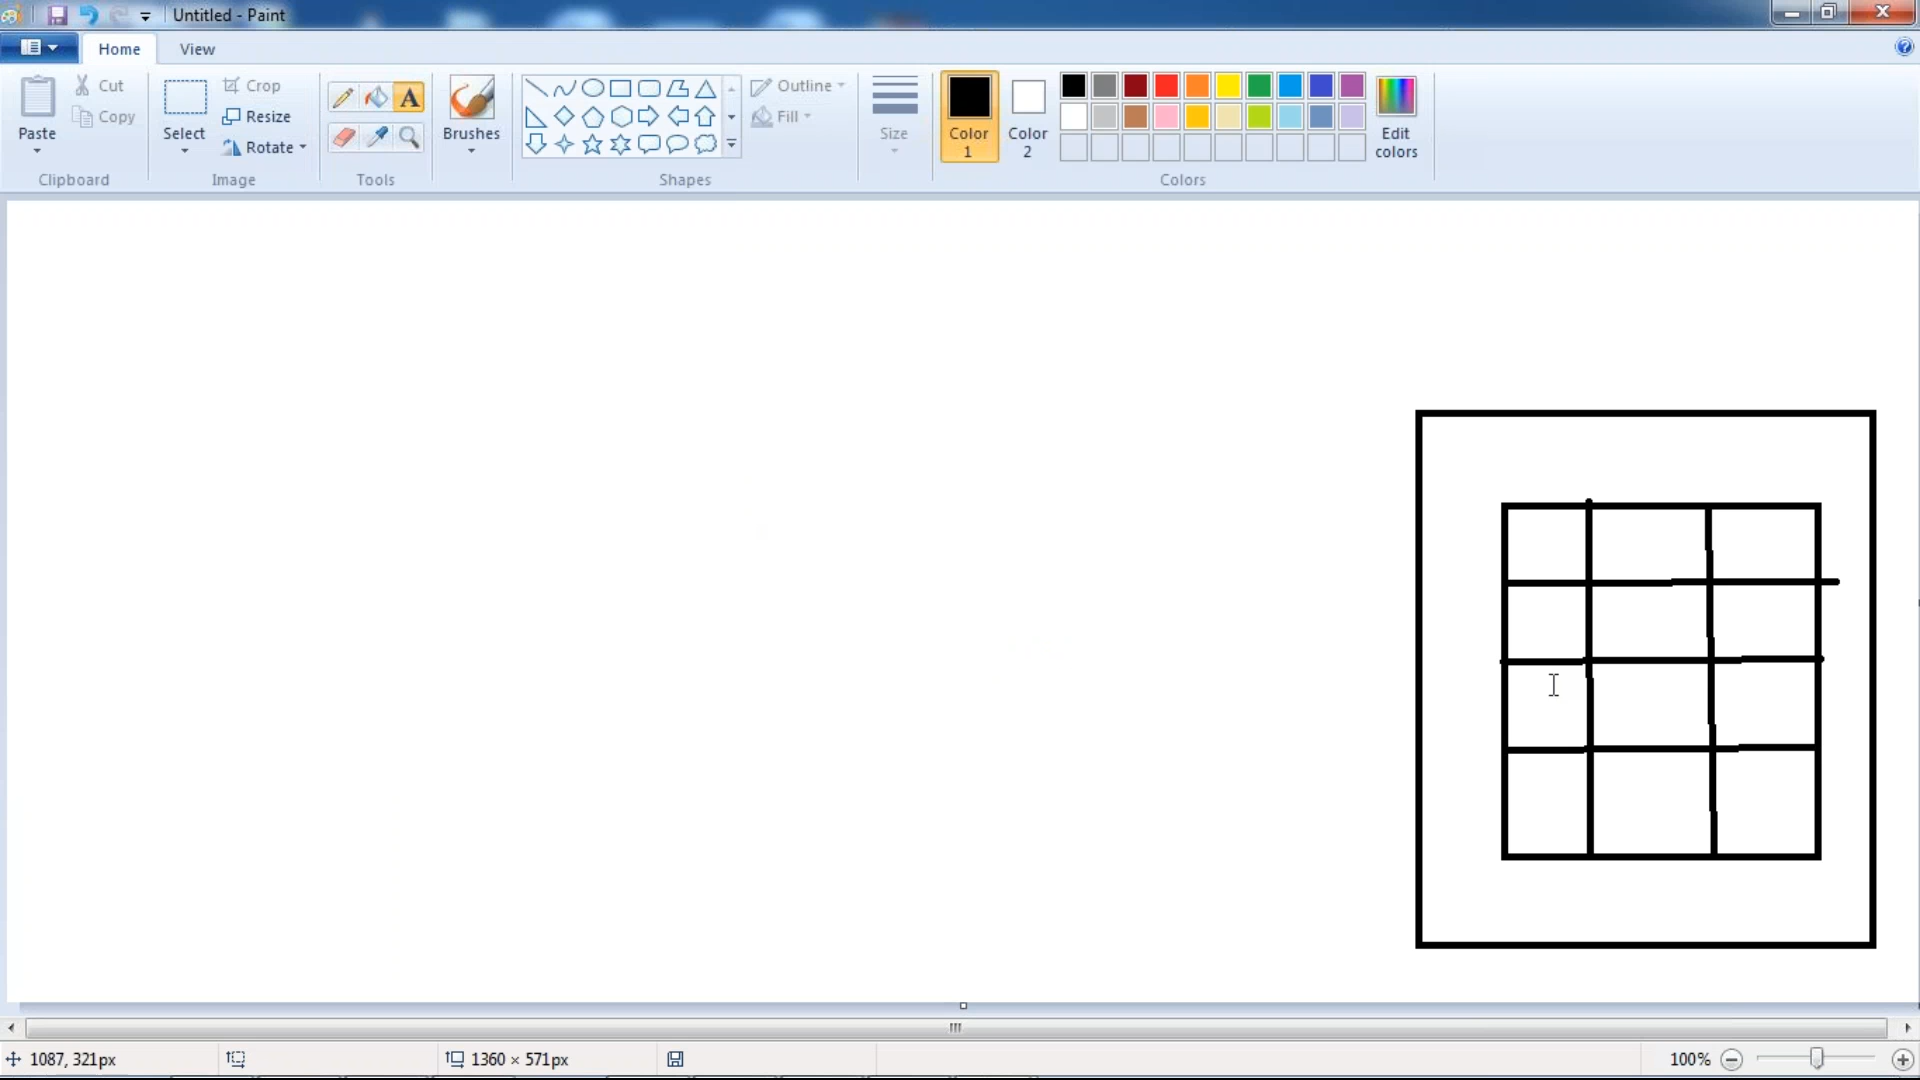 Untitled - Paint
Home View
Paste
Cut
Copy
Clipboard
Select
Crop
Resize
Rotate
Image
A
Tools
Brushes
Shapes
Outline
Fill
Size
Color 1
Color 2
Edit colors
Colors
1087, 321px
1360 × 571px
100%